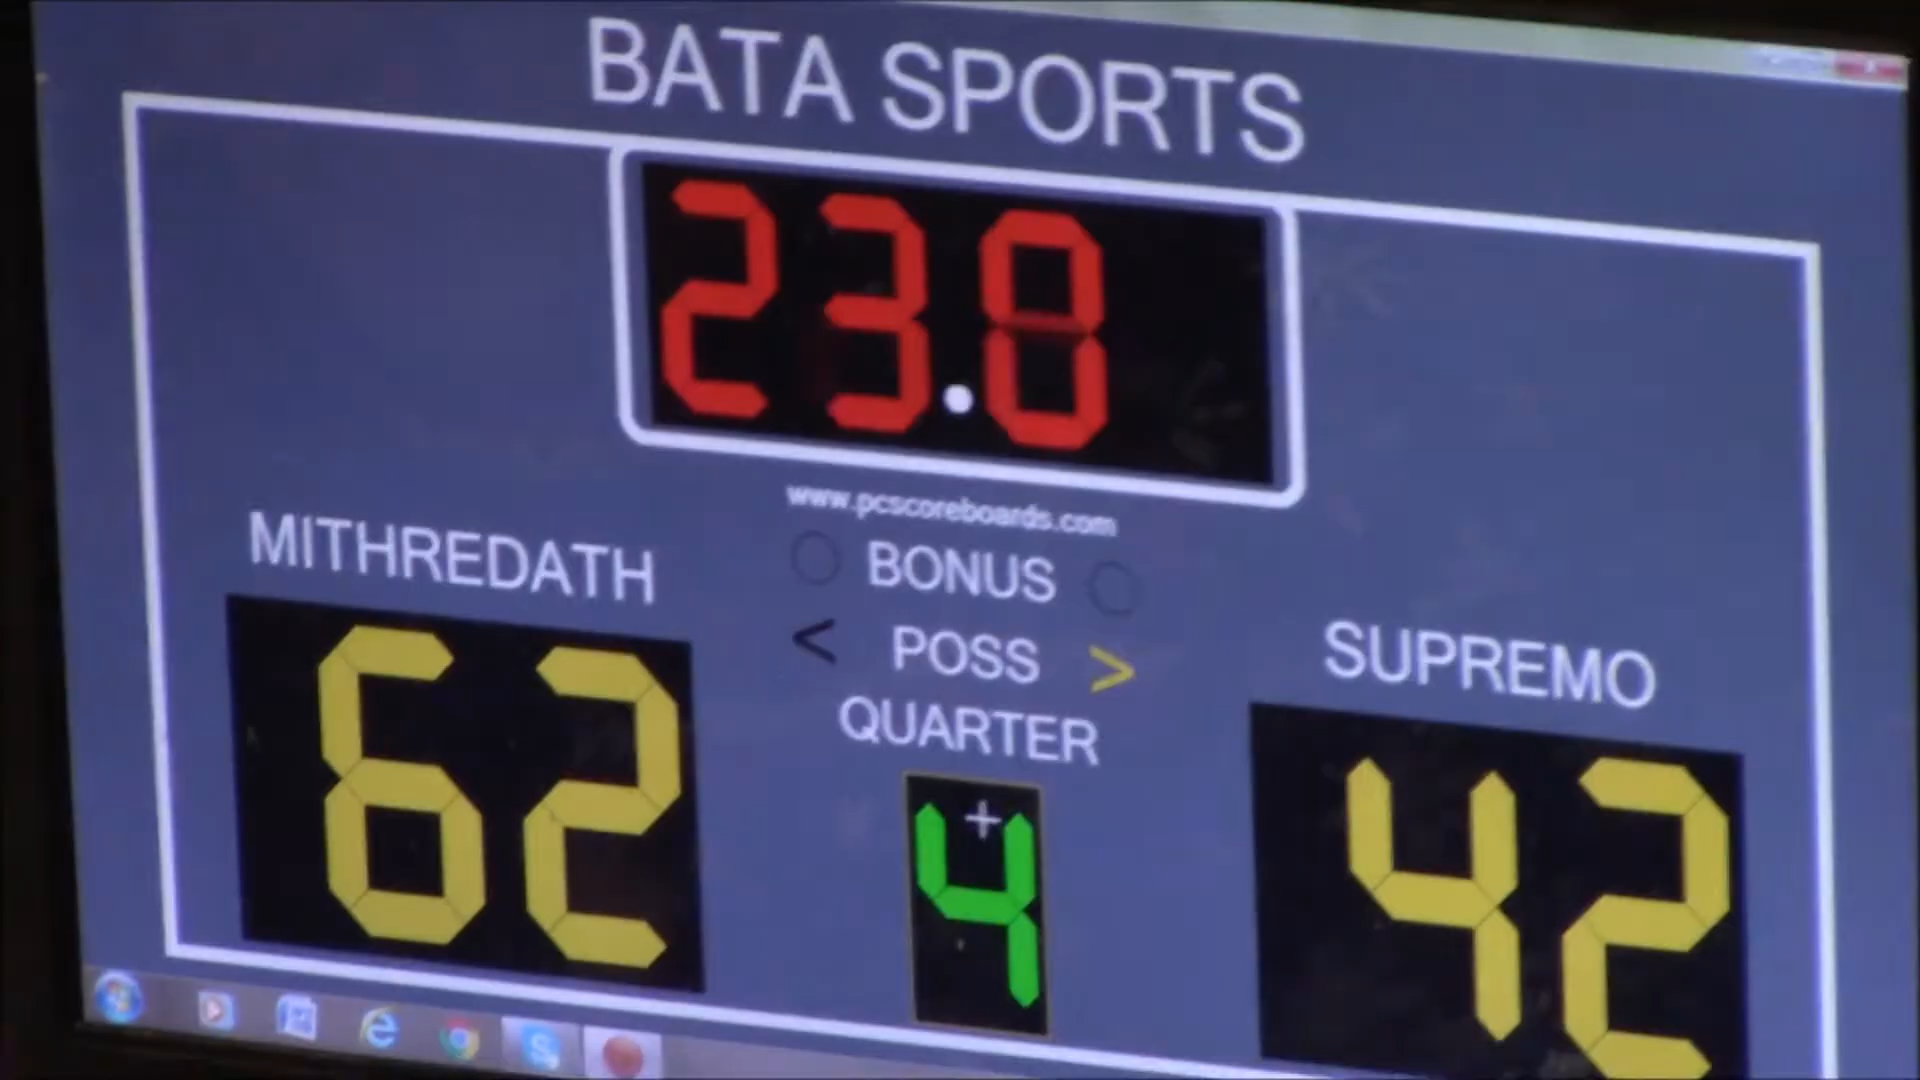 BATA SPORTS
23.0
www.pcscoreboards.com
BONUS
< POSS >
QUARTER
4
MITHREDATH
62
SUPREMO
42